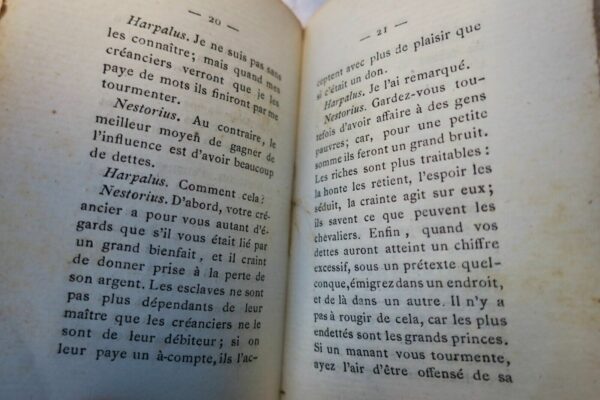 — 20 —
Harpalus. Je ne suis pas sans
les connaître; mais quand mes
créanciers verront que je les
paye de mots ils finiront par me
tourmenter.
Nestorius. Au contraire, le
meilleur moyen de gagner de
l'influence est d'avoir beaucoup
de dettes.
Harpalus. Comment cela?
Nestorius. D'abord, votre cré-
ancier a pour vous autant d'é-
gards que s'il vous était lié par
un grand bienfait, et il craint
de donner prise à la perte de
son argent. Les esclaves ne sont
pas plus dépendants de leur
maître que les créanciers ne le
sont de leur débiteur; si on
leur paye un à-compte, ils l'ac-
— 21 —
ceptent avec plus de plaisir que
si c'était un don.
Harpalus. Je l'ai remarqué.
Nestorius. Gardez-vous tou-
tefois d'avoir affaire à des gens
pauvres; car, pour une petite
somme ils feront un grand bruit.
Les riches sont plus traitables :
la honte les retient, l'espoir les
séduit, la crainte agit sur eux;
ils savent ce que peuvent les
chevaliers. Enfin, quand vos
dettes auront atteint un chiffre
excessif, sous un prétexte quel-
conque, émigrez dans un endroit,
et de là dans un autre. Il n'y a
pas à rougir de cela, car les plus
endettés sont les grands princes.
Si un manant vous tourmente,
ayez l'air d'être offensé de sa